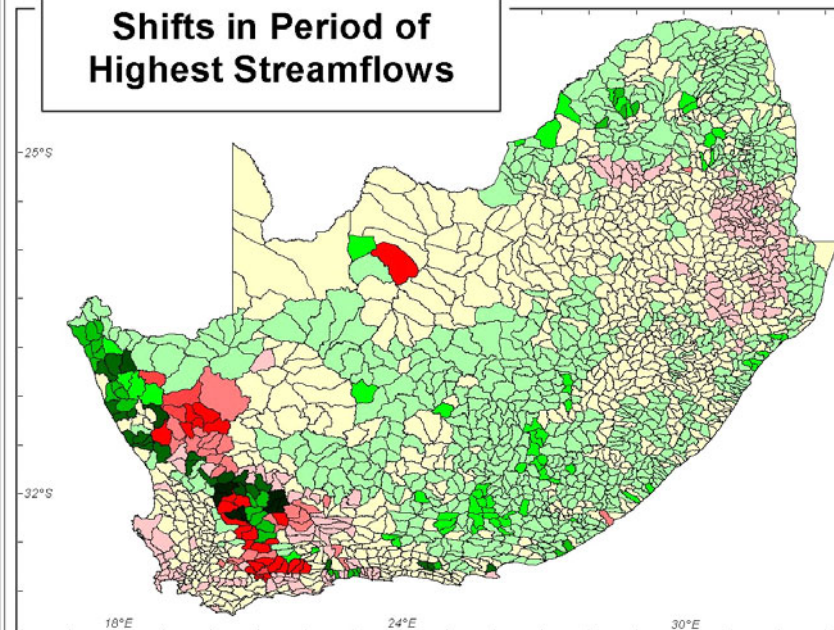 Shifts in Period of
Highest Streamflows
25°S
32°S
18°E
24°E
30°E